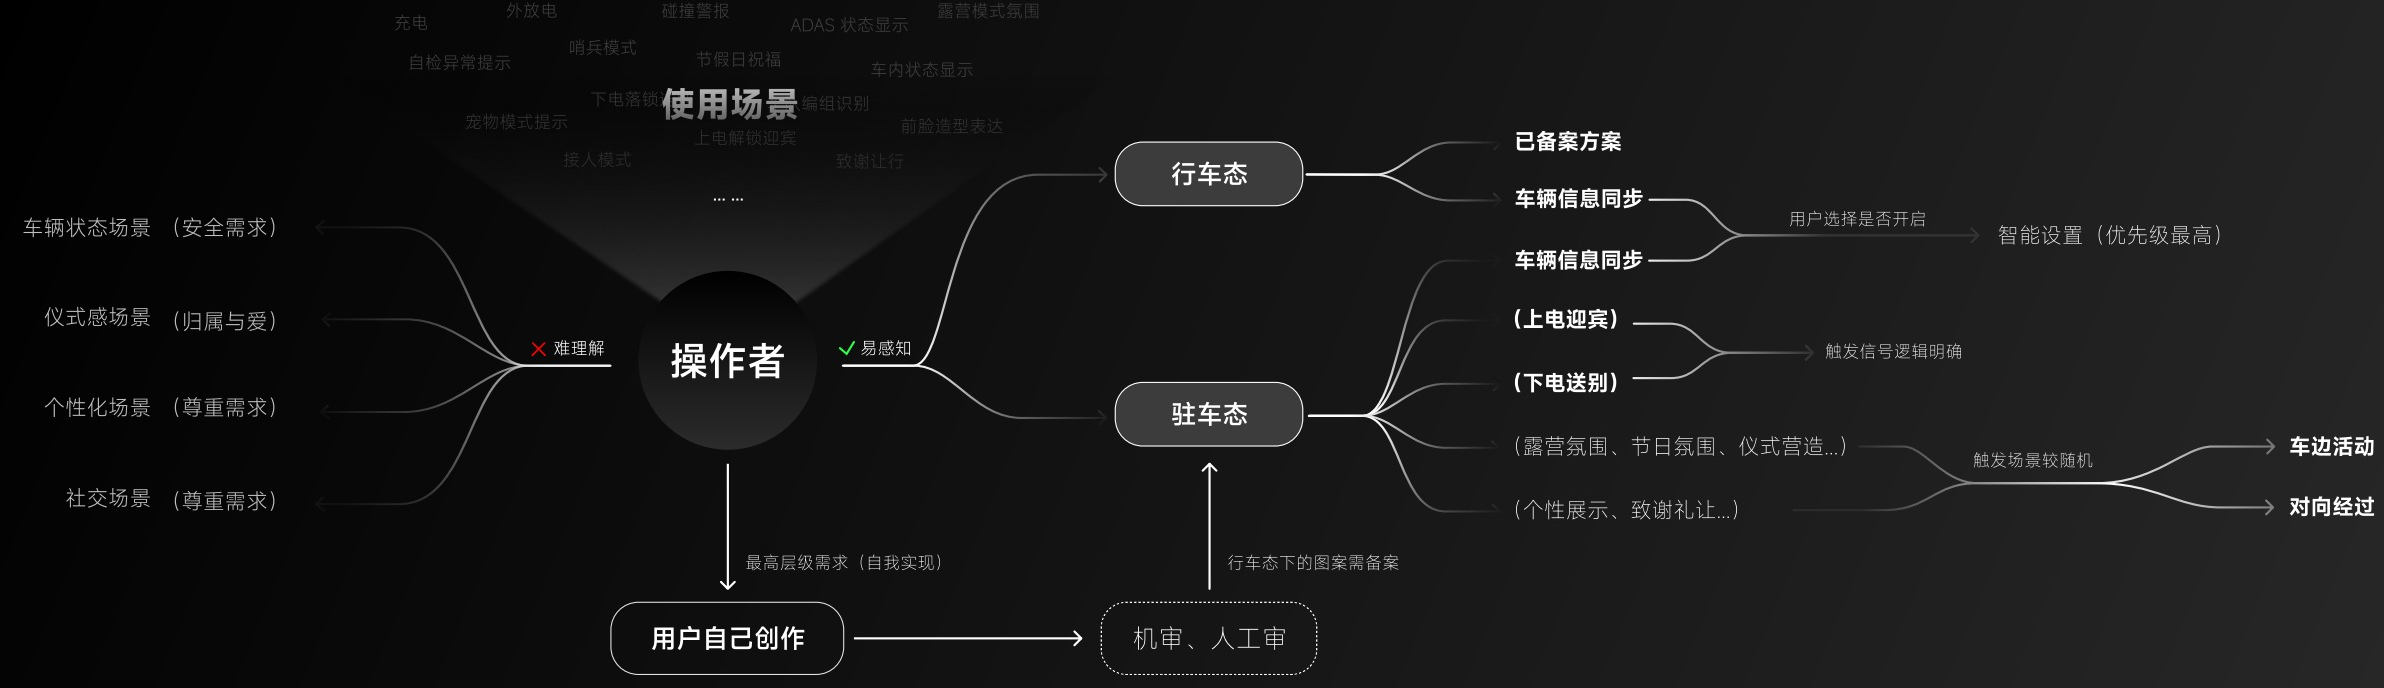 充电
外放电
碰撞警报
ADAS 状态显示
露营模式氛围
自检异常提示
哨兵模式
节假日祝福
车内状态显示
下电落锁
使用场景
编组识别
宠物模式提示
上电解锁迎宾
前脸造型表达
接人模式
致谢让行
... ...
车辆状态场景 （安全需求）
仪式感场景 （归属与爱）
个性化场景 （尊重需求）
社交场景 （尊重需求）
难理解
操作者
易感知
行车态
驻车态
已备案方案
车辆信息同步
车辆信息同步
用户选择是否开启
智能设置（优先级最高）
（上电迎宾）
（下电送别）
触发信号逻辑明确
（露营氛围、节日氛围、仪式营造...）
（个性展示、致谢礼让...）
触发场景较随机
车边活动
对向经过
最高层级需求（自我实现）
行车态下的图案需备案
用户自己创作
机审、人工审